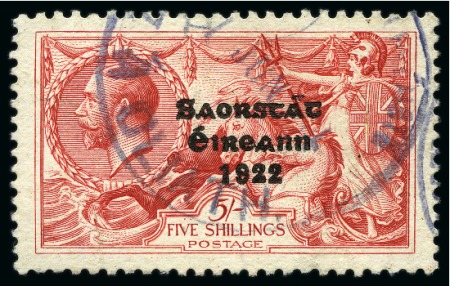 Saorstát
Éireann
1922
5/-
FIVE SHILLINGS
POSTAGE